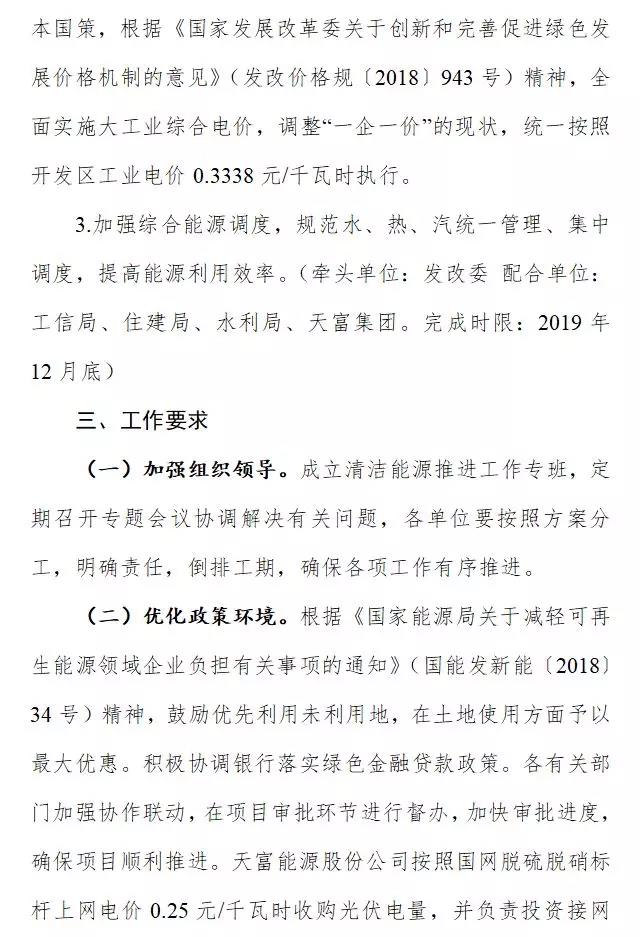 本国策，根据《国家发展改革委关于创新和完善促进绿色发
展价格机制的意见》（发改价格规〔2018〕943 号）精神，全
面实施大工业综合电价，调整“一企一价”的现状，统一按照
开发区工业电价 0.3338 元/千瓦时执行。
3.加强综合能源调度，规范水、热、汽统一管理、集中
调度，提高能源利用效率。（牵头单位：发改委 配合单位：
工信局、住建局、水利局、天富集团。完成时限：2019 年
12 月底）
三、工作要求
（一）加强组织领导。成立清洁能源推进工作专班，定
期召开专题会议协调解决有关问题，各单位要按照方案分
工，明确责任，倒排工期，确保各项工作有序推进。
（二）优化政策环境。根据《国家能源局关于减轻可再
生能源领域企业负担有关事项的通知》（国能发新能〔2018〕
34 号）精神，鼓励优先利用未利用地，在土地使用方面予以
最大优惠。积极协调银行落实绿色金融贷款政策。各有关部
门加强协作联动，在项目审批环节进行督办，加快审批进度，
确保项目顺利推进。天富能源股份公司按照国网脱硫脱硝标
杆上网电价 0.25 元/千瓦时收购光伏电量，并负责投资接网